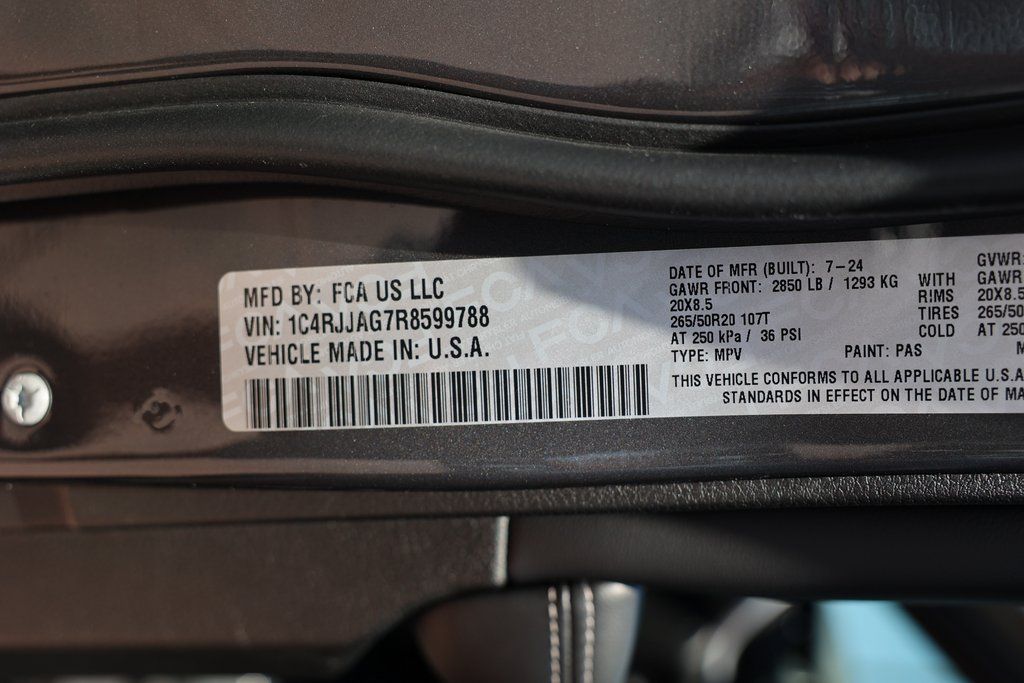 MFD BY: FCA US LLC
VIN: 1C4RJJAG7R8599788
VEHICLE MADE IN: U.S.A.
DATE OF MFR (BUILT): 7-24
GAWR FRONT: 2850 LB / 1293 KG
20X8.5
265/50R20 107T
AT 250 kPa / 36 PSI
TYPE: MPV
PAINT: PAS
WITH
RIMS
TIRES
COLD
GVWR:
GAWR
20X8.5
265/50
AT 250
THIS VEHICLE CONFORMS TO ALL APPLICABLE U.S.A
STANDARDS IN EFFECT ON THE DATE OF MA